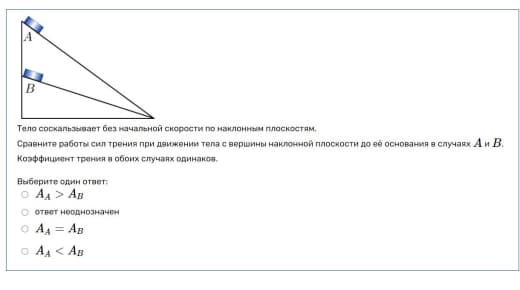 A
B
Тело соскальзывает без начальной скорости по наклонным плоскостям.
Сравните работы сил трения при движении тела с вершины наклонной плоскости до её основания в случаях A и B.
Коэффициент трения в обоих случаях одинаков.
Выберите один ответ:
A_A > A_B
ответ неоднозначен
A_A = A_B
A_A < A_B